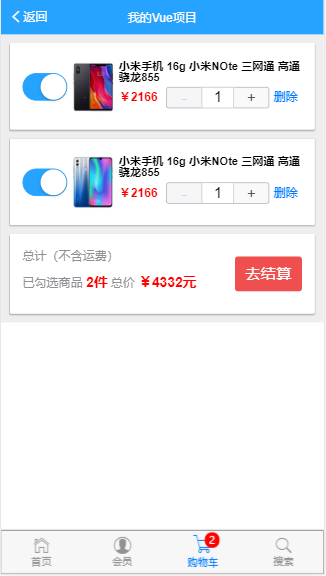 返回
我的Vue项目
小米手机 16g 小米NOte 三网通 高通
骁龙855
￥2166
- 1 + 删除
小米手机 16g 小米NOte 三网通 高通
骁龙855
￥2166
- 1 + 删除
总计（不含运费）
已勾选商品 2件 总价 ￥4332元
去结算
2
首页 会员 购物车 搜索